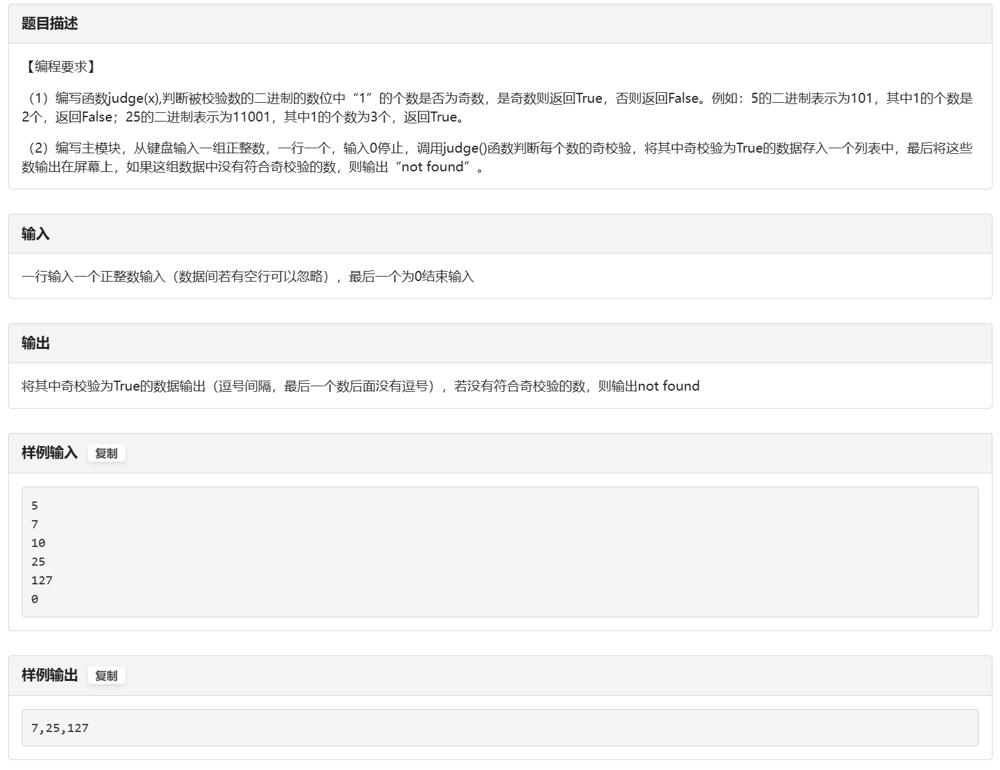 题目描述
【编程要求】
（1）编写函数judge(x),判断被校验数的二进制的数位中“1”的个数是否为奇数，是奇数则返回True，否则返回False。例如：5的二进制表示为101，其中1的个数是
2个，返回False；25的二进制表示为11001，其中1的个数为3个，返回True。
（2）编写主模块，从键盘输入一组正整数，一行一个，输入0停止，调用judge()函数判断每个数的奇校验，将其中奇校验为True的数据存入一个列表中，最后将这些
数输出在屏幕上，如果这组数据中没有符合奇校验的数，则输出“not found”。
输入
一行输入一个正整数输入（数据间若有空行可以忽略），最后一个为0结束输入
输出
将其中奇校验为True的数据输出（逗号间隔，最后一个数后面没有逗号），若没有符合奇校验的数，则输出not found
样例输入 复制
5
7
10
25
127
0
样例输出 复制
7,25,127